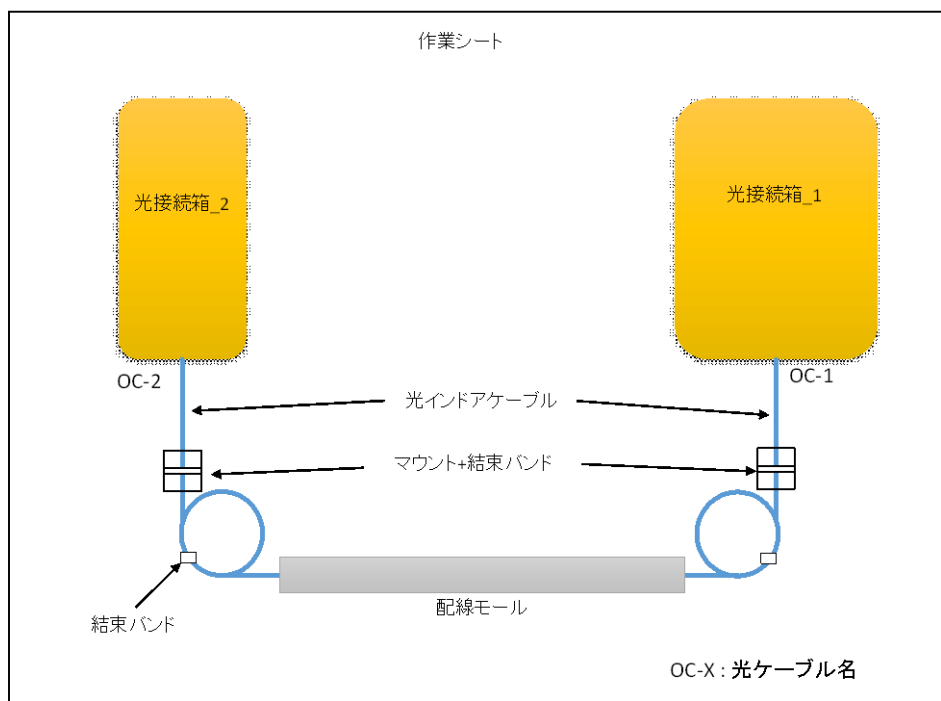 作業シート
光接続箱_2
光接続箱_1
OC-2
OC-1
光インドアケーブル
マウント+結束バンド
配線モール
結束バンド
OC-X : 光ケーブル名